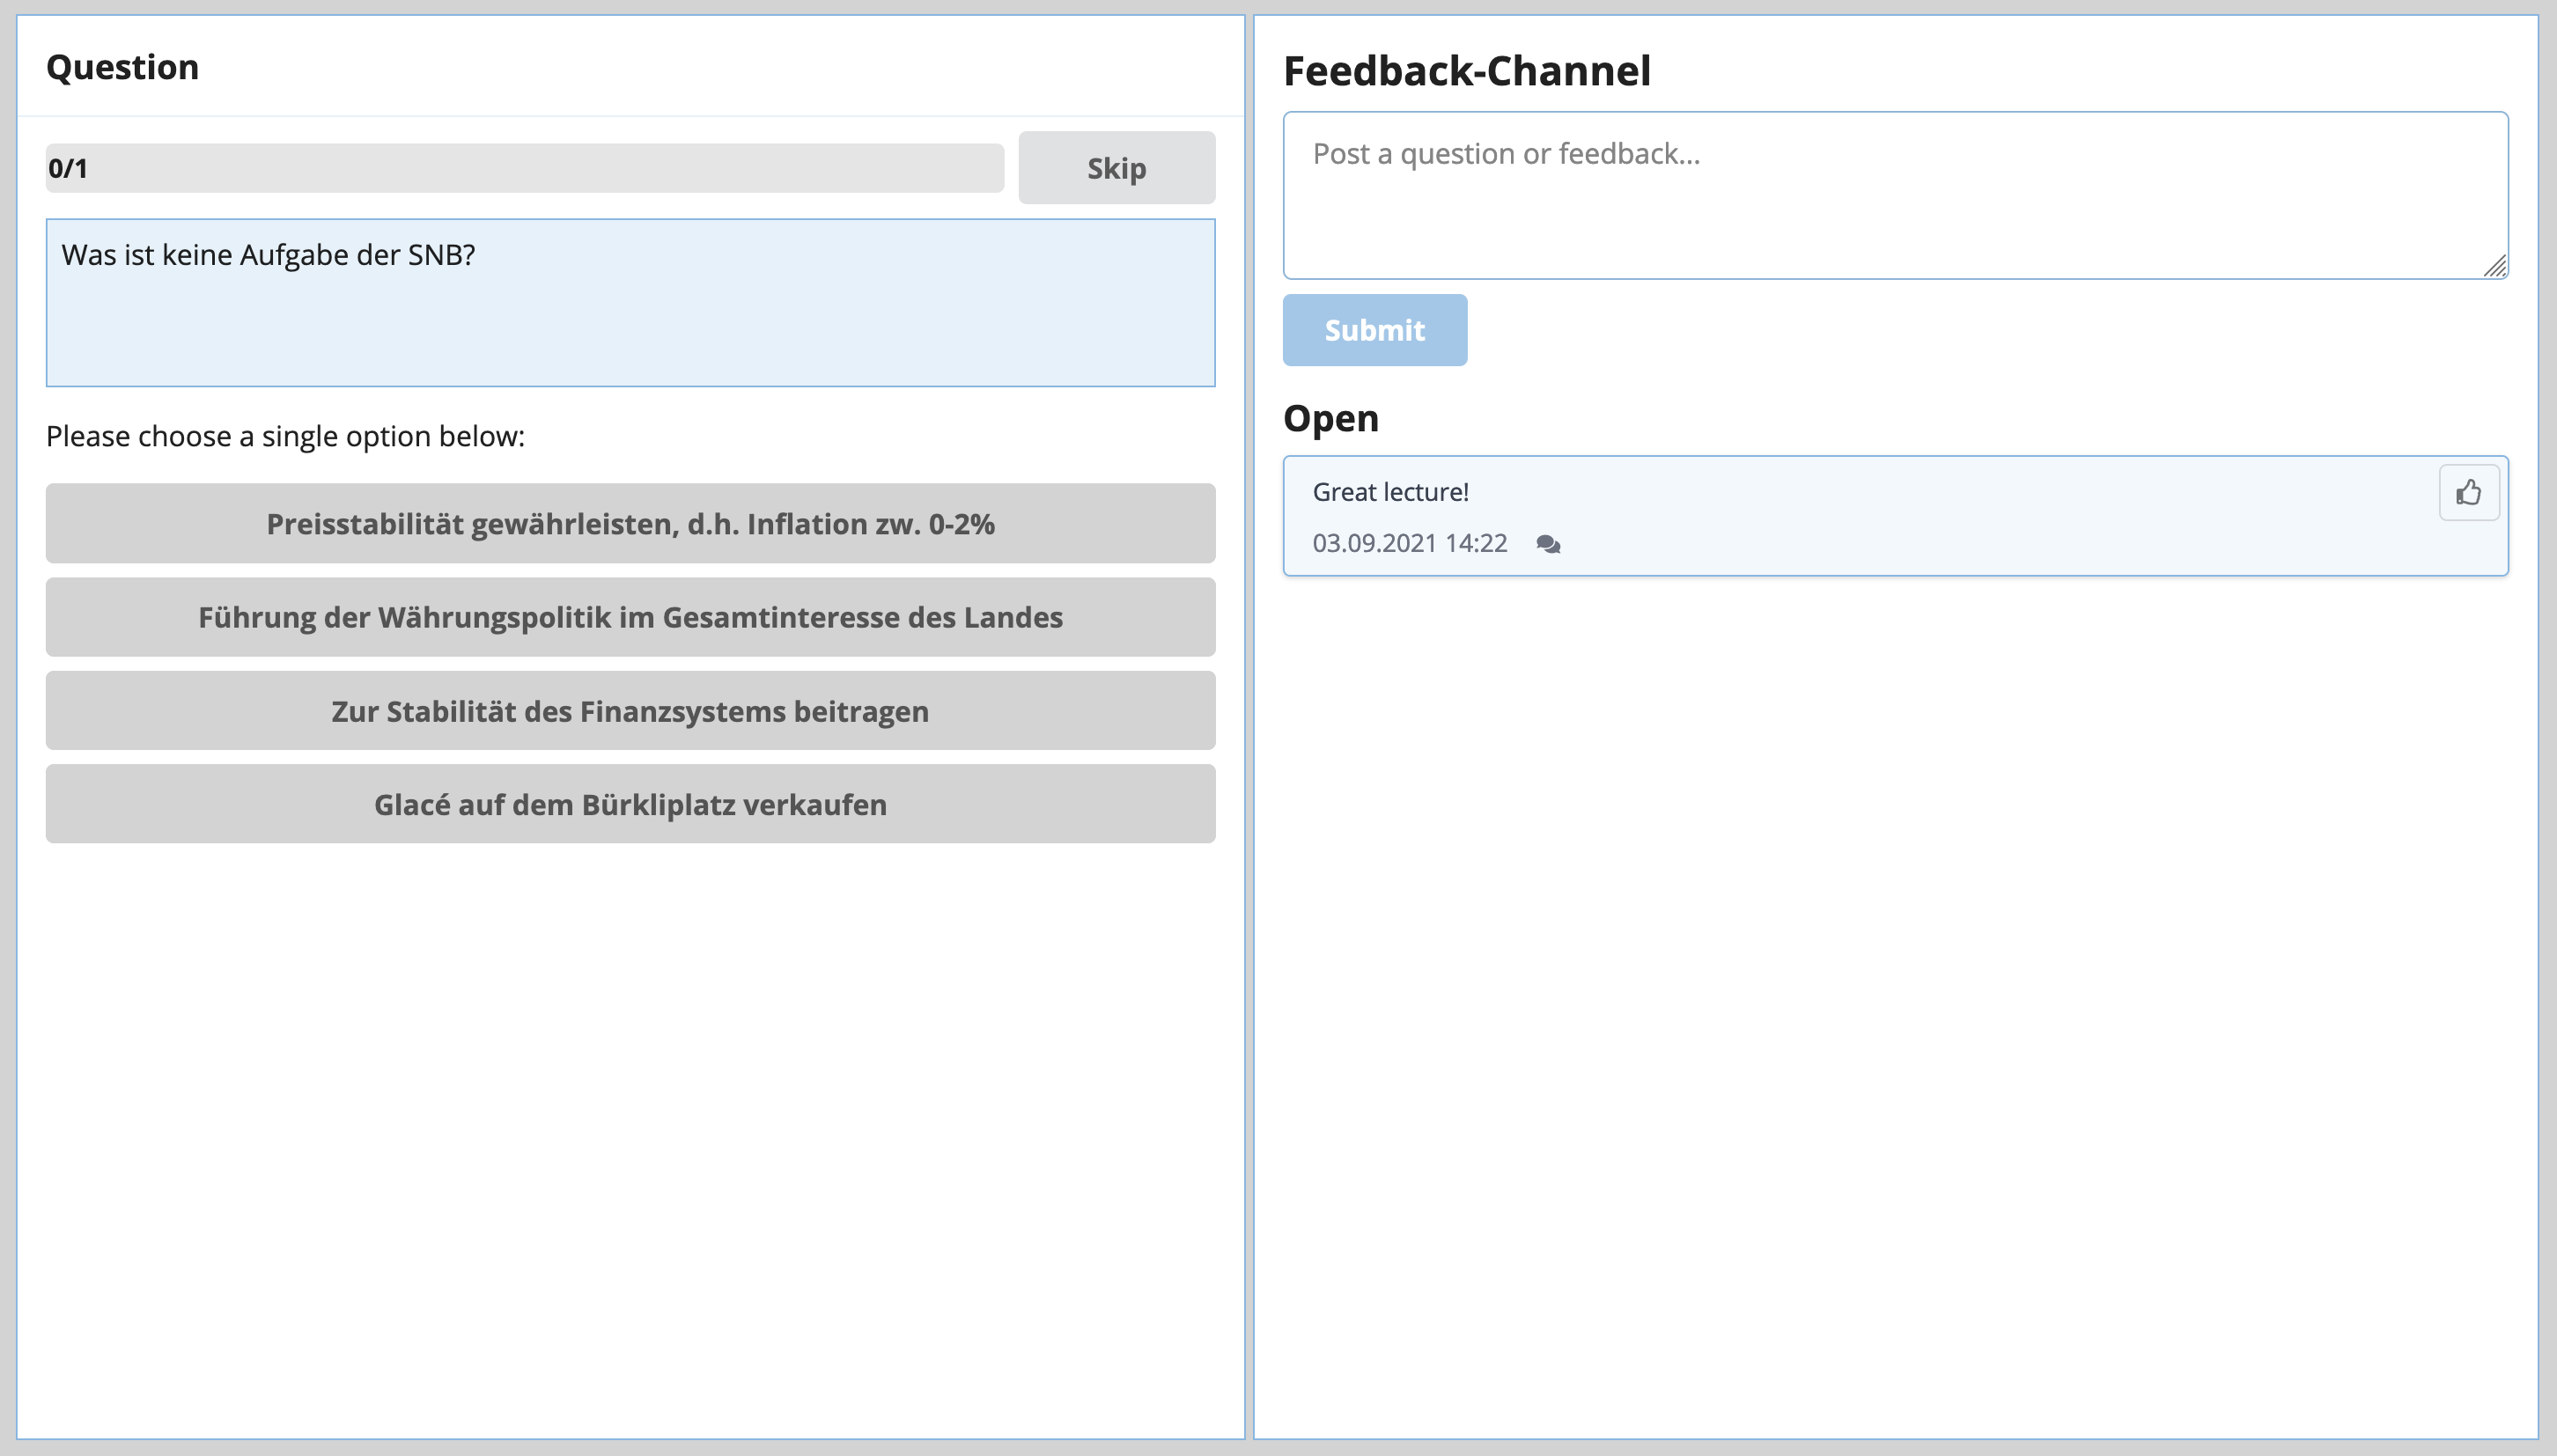 Question
0/1
Skip
Was ist keine Aufgabe der SNB?
Please choose a single option below:
Preisstabilität gewährleisten, d.h. Inflation zw. 0-2%
Führung der Währungspolitik im Gesamtinteresse des Landes
Zur Stabilität des Finanzsystems beitragen
Glacé auf dem Bürkliplatz verkaufen
Feedback-Channel
Post a question or feedback...
Submit
Open
Great lecture!
03.09.2021 14:22